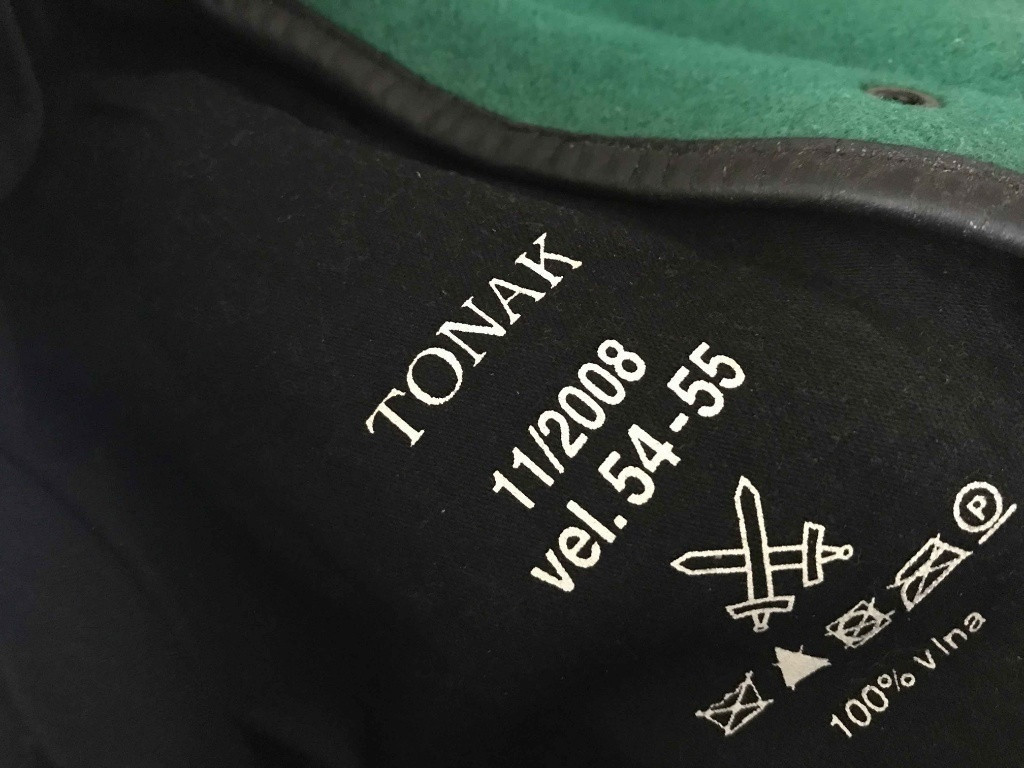 TONAK
11/2008
vel. 54-55
P
100% vlna